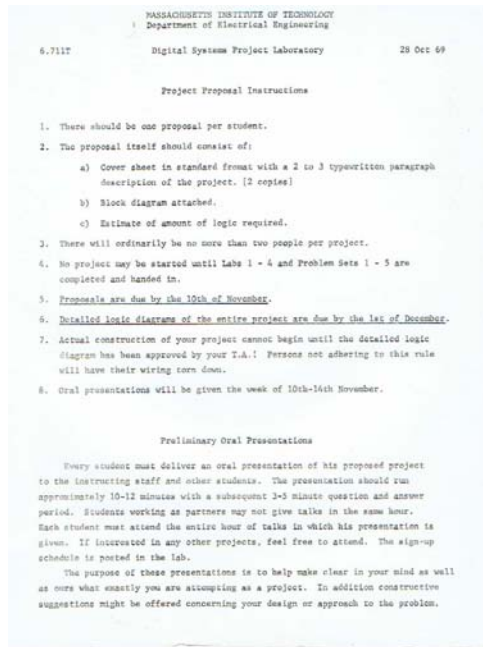 MASSACHUSETTS INSTITUTE OF TECHNOLOGY
Department of Electrical Engineering
6.711T Digital Systems Project Laboratory 28 Oct 69
Project Proposal Instructions
1. There should be one proposal per student.
2. The proposal itself should consist of:
a) Cover sheet in standard fromat with a 2 to 3 typewritten paragraph
description of the project. [2 copies]
b) Block diagram attached.
c) Estimate of amount of logic required.
3. There will ordinarily be no more than two people per project.
4. No project may be started until Labs 1 - 4 and Problem Sets 1 - 5 are
completed and handed in.
5. Proposals are due by the 10th of November.
6. Detailed logic diagrams of the entire project are due by the 1st of December.
7. Actual construction of your project cannot begin until the detailed logic
diagram has been approved by your T.A.! Persons not adhering to this rule
will have their wiring torn down.
8. Oral presentations will be given the week of 10th-14th November.
Preliminary Oral Presentations
Every student must deliver an oral presentation of his proposed project
to the instructing staff and other students. The presentation should run
approximately 10-12 minutes with a subsequent 3-5 minute question and answer
period. Students working as partners may not give talks in the same hour.
Each student must attend the entire hour of talks in which his presentation is
given. If interested in any other projects, feel free to attend. The sign-up
schedule is posted in the lab.
The purpose of these presentations is to help make clear in your mind as well
as ours what exactly you are attempting as a project. In addition constructive
suggestions might be offered concerning your design or approach to the problem.